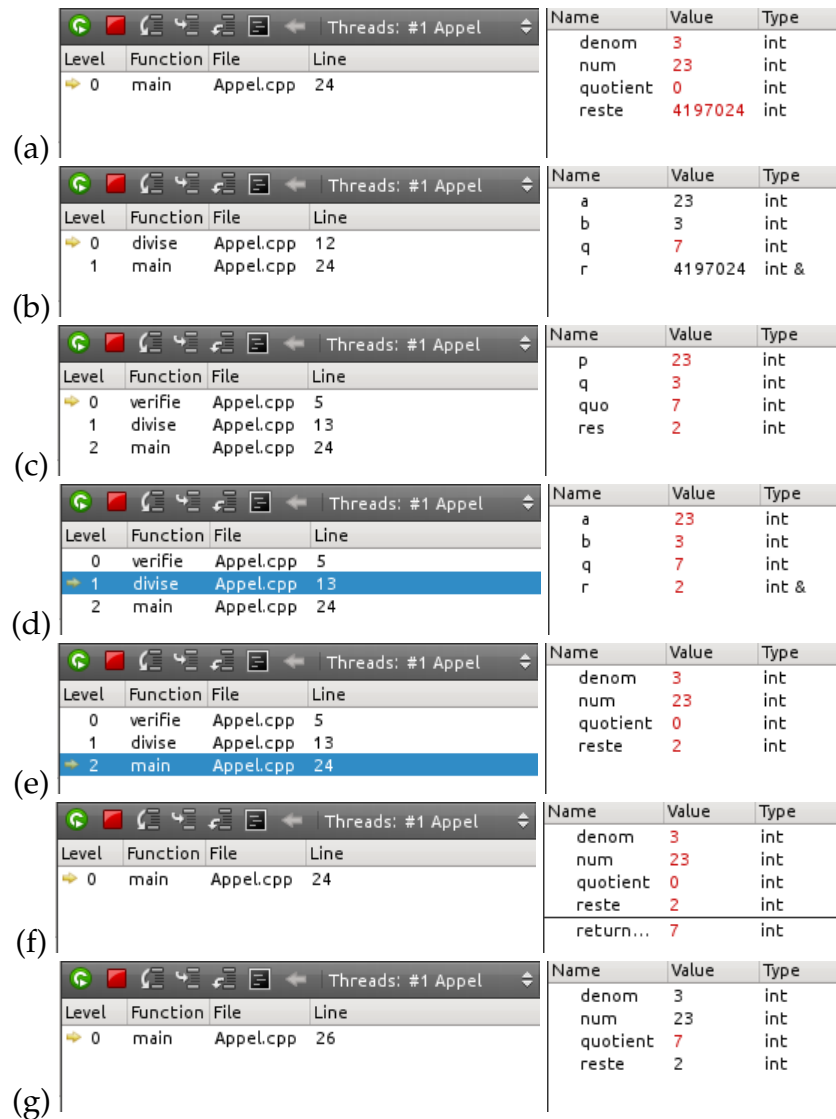 Threads: #1 Appel Name Value Type
Level Function File Line denom 3 int
0 main Appel.cpp 24 num 23 int
quotient 0 int
reste 4197024 int
(a)
Threads: #1 Appel Name Value Type
Level Function File Line a 23 int
0 divise Appel.cpp 12 b 3 int
1 main Appel.cpp 24 q 7 int
r 4197024 int &
(b)
Threads: #1 Appel Name Value Type
Level Function File Line p 23 int
0 verifie Appel.cpp 5 q 3 int
1 divise Appel.cpp 13 quo 7 int
2 main Appel.cpp 24 res 2 int
(c)
Threads: #1 Appel Name Value Type
Level Function File Line a 23 int
0 verifie Appel.cpp 5 b 3 int
1 divise Appel.cpp 13 q 7 int
2 main Appel.cpp 24 r 2 int &
(d)
Threads: #1 Appel Name Value Type
Level Function File Line denom 3 int
0 verifie Appel.cpp 5 num 23 int
1 divise Appel.cpp 13 quotient 0 int
2 main Appel.cpp 24 reste 2 int
(e)
Threads: #1 Appel Name Value Type
Level Function File Line denom 3 int
0 main Appel.cpp 24 num 23 int
quotient 0 int
reste 2 int
(f) return... 7 int
Threads: #1 Appel Name Value Type
Level Function File Line denom 3 int
0 main Appel.cpp 26 num 23 int
quotient 7 int
reste 2 int
(g)